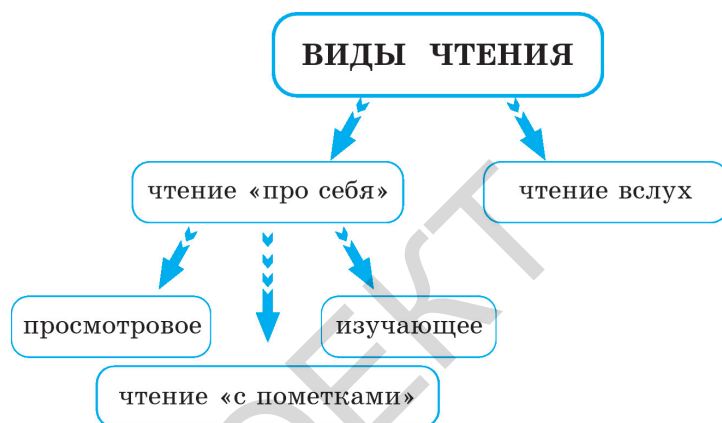 ВИДЫ ЧТЕНИЯ
чтение «про себя»
чтение вслух
просмотровое
изучающее
чтение «с пометками»